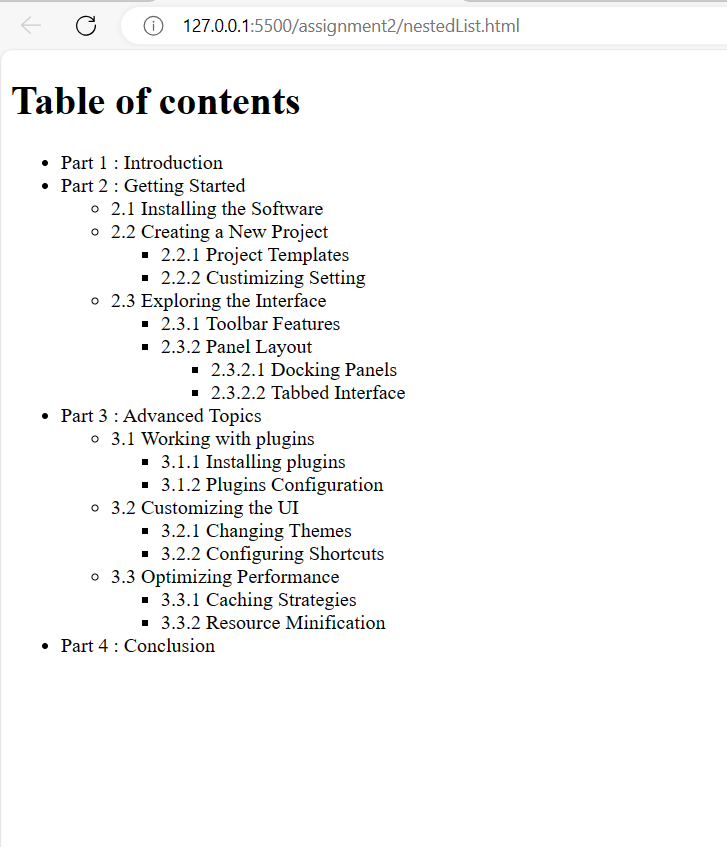 127.0.0.1:5500/assignment2/nestedList.html
Table of contents
Part 1 : Introduction
Part 2 : Getting Started
2.1 Installing the Software
2.2 Creating a New Project
2.2.1 Project Templates
2.2.2 Custimizing Setting
2.3 Exploring the Interface
2.3.1 Toolbar Features
2.3.2 Panel Layout
2.3.2.1 Docking Panels
2.3.2.2 Tabbed Interface
Part 3 : Advanced Topics
3.1 Working with plugins
3.1.1 Installing plugins
3.1.2 Plugins Configuration
3.2 Customizing the UI
3.2.1 Changing Themes
3.2.2 Configuring Shortcuts
3.3 Optimizing Performance
3.3.1 Caching Strategies
3.3.2 Resource Minification
Part 4 : Conclusion